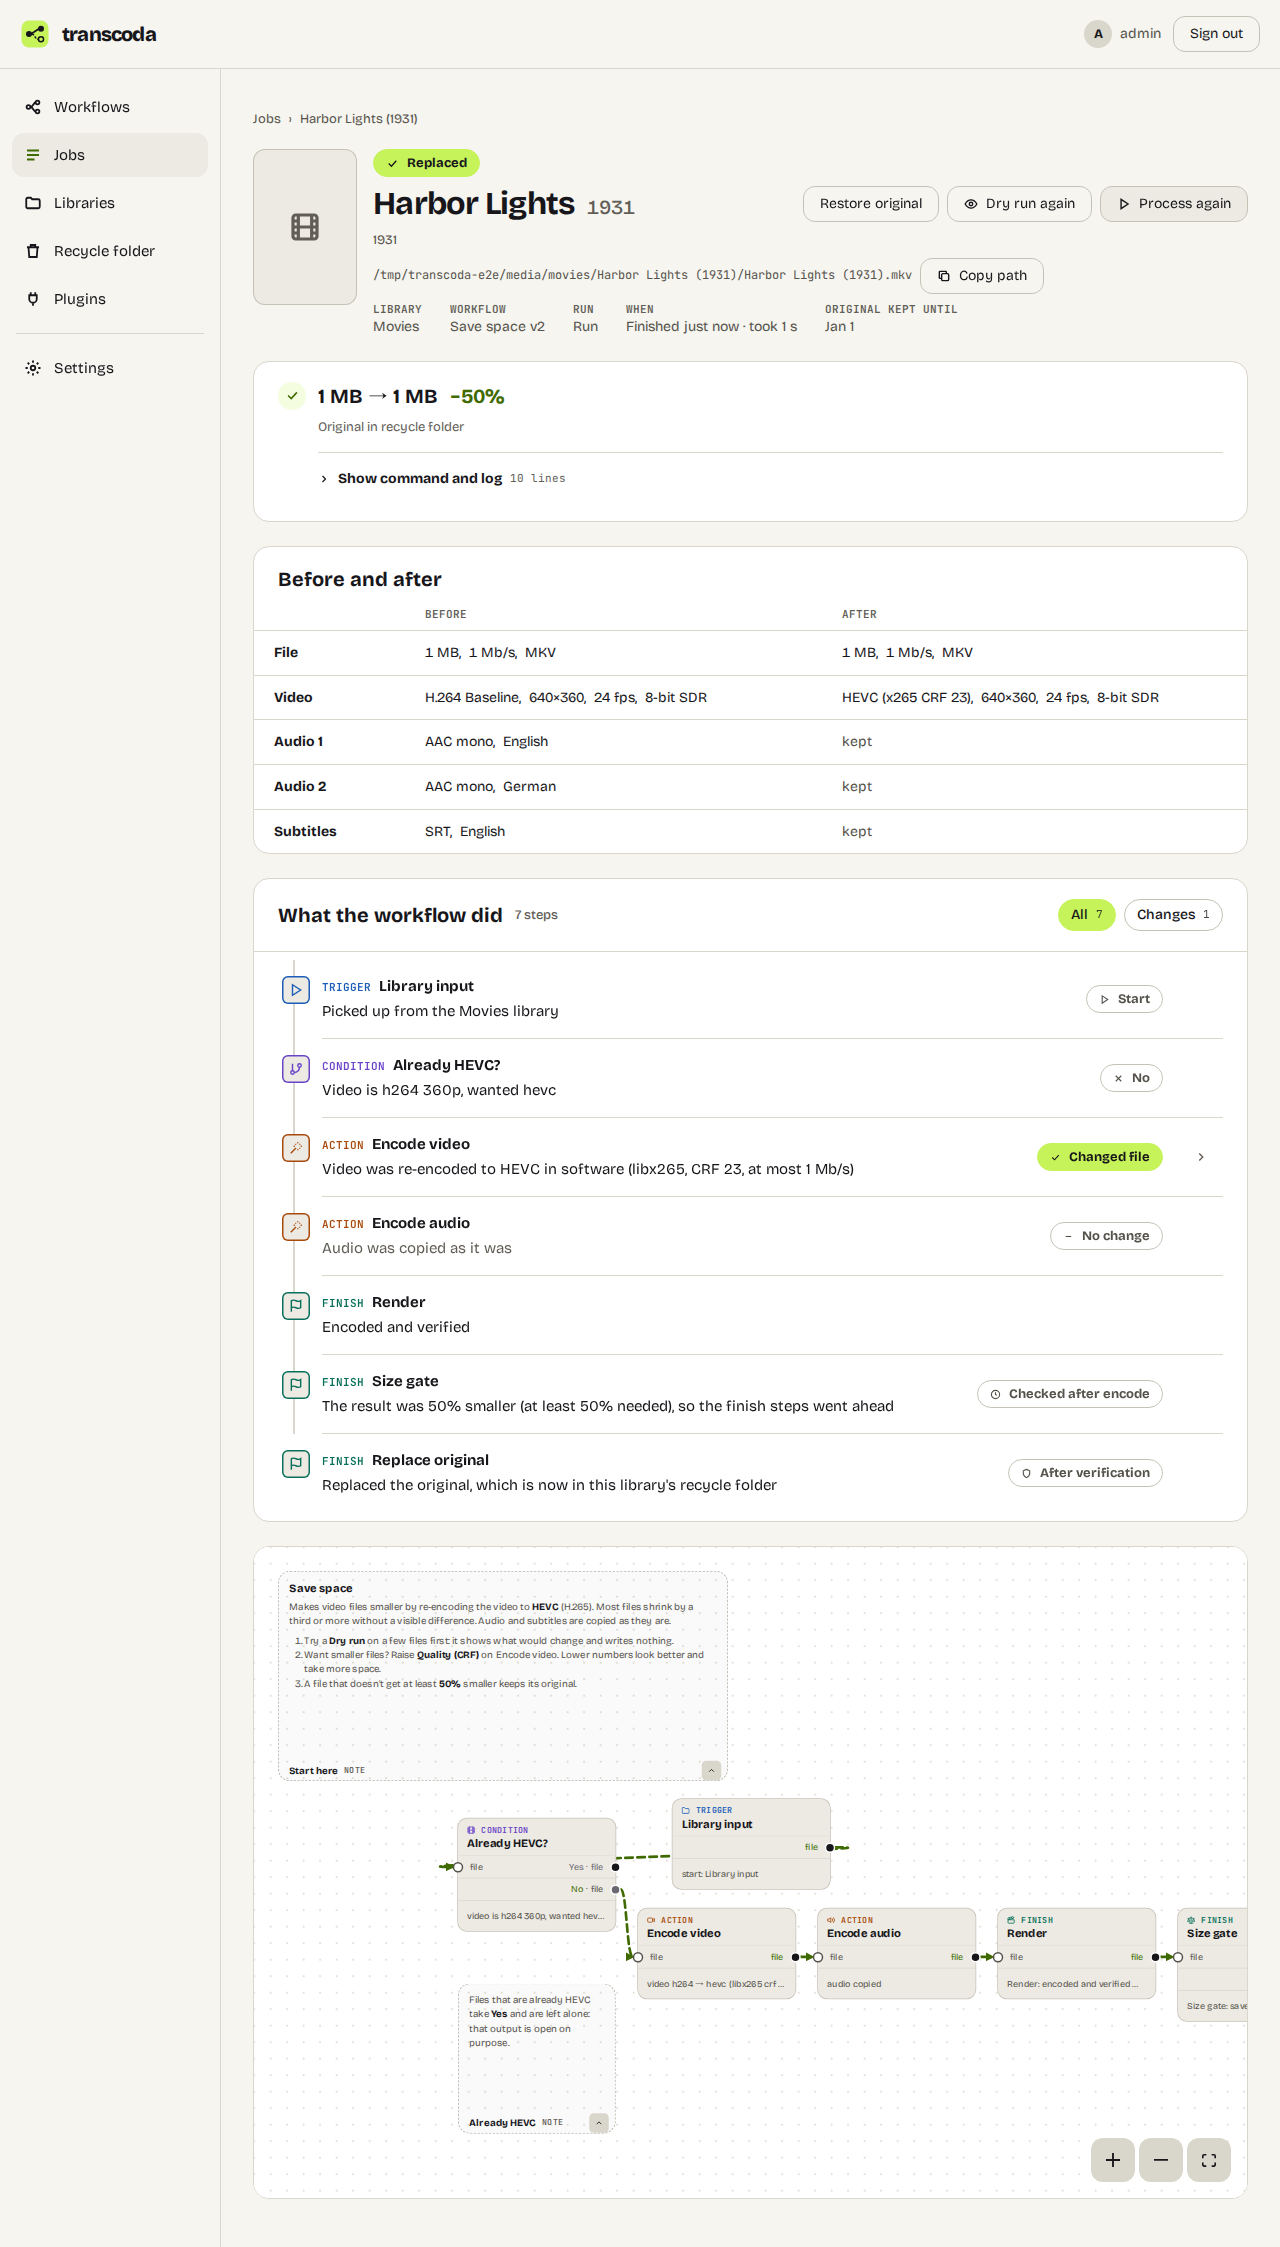 transcoda
A admin Sign out
Workflows
Jobs
Libraries
Recycle folder
Plugins
Settings
Jobs › Harbor Lights (1931)
Replaced
Harbor Lights 1931
Restore original Dry run again Process again
1931
/tmp/transcoda-e2e/media/movies/Harbor Lights (1931)/Harbor Lights (1931).mkv Copy path
LIBRARY WORKFLOW RUN WHEN ORIGINAL KEPT UNTIL
Movies Save space v2 Run Finished just now · took 1 s Jan 1
1 MB → 1 MB −50%
Original in recycle folder
Show command and log 10 lines
Before and after
BEFORE AFTER
File 1 MB, 1 Mb/s, MKV 1 MB, 1 Mb/s, MKV
Video H.264 Baseline, 640×360, 24 fps, 8-bit SDR HEVC (x265 CRF 23), 640×360, 24 fps, 8-bit SDR
Audio 1 AAC mono, English kept
Audio 2 AAC mono, German kept
Subtitles SRT, English kept
What the workflow did 7 steps All 7 Changes 1
TRIGGER Library input
Picked up from the Movies library
Start
CONDITION Already HEVC?
Video is h264 360p, wanted hevc
No
ACTION Encode video
Video was re-encoded to HEVC in software (libx265, CRF 23, at most 1 Mb/s)
Changed file
ACTION Encode audio
Audio was copied as it was
No change
FINISH Render
Encoded and verified
FINISH Size gate
The result was 50% smaller (at least 50% needed), so the finish steps went ahead
Checked after encode
FINISH Replace original
Replaced the original, which is now in this library's recycle folder
After verification
Save space
Makes video files smaller by re-encoding the video to HEVC (H.265). Most files shrink by a
third or more without a visible difference. Audio and subtitles are copied as they are.
1. Try a Dry run on a few files first: it shows what would change and writes nothing.
2. Want smaller files? Raise Quality (CRF) on Encode video. Lower numbers look better and
take more space.
3. A file that doesn't get at least 50% smaller keeps its original.
Start here NOTE
TRIGGER
Library input
file
start: Library input
CONDITION
Already HEVC?
file Yes · file
No · file
video is h264 360p, wanted hev...
ACTION
Encode video
file file
video h264 → hevc (libx265 crf ...
ACTION
Encode audio
file file
audio copied
FINISH
Render
file file
Render: encoded and verified ...
FINISH
Size gate
file
Size gate: save
Files that are already HEVC
take Yes and are left alone:
that output is open on
purpose.
Already HEVC NOTE